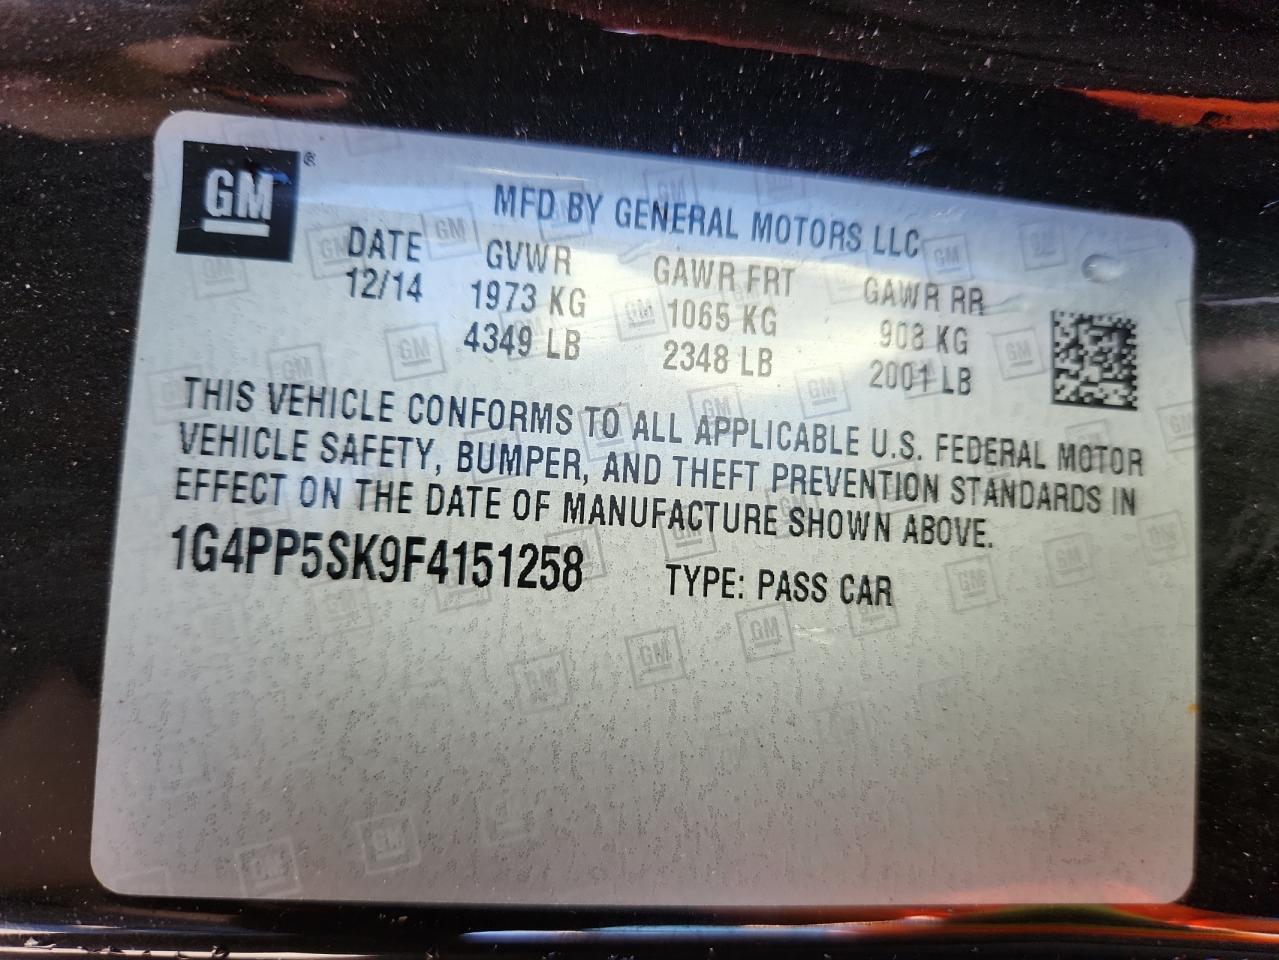 GM ®
MFD BY GENERAL MOTORS LLC
DATE GVWR GAWR FRT GAWR RR
12/14 1973 KG 1065 KG 908 KG
4349 LB 2348 LB 2001 LB
THIS VEHICLE CONFORMS TO ALL APPLICABLE U.S. FEDERAL MOTOR
VEHICLE SAFETY, BUMPER, AND THEFT PREVENTION STANDARDS IN
EFFECT ON THE DATE OF MANUFACTURE SHOWN ABOVE.
1G4PP5SK9F4151258 TYPE: PASS CAR